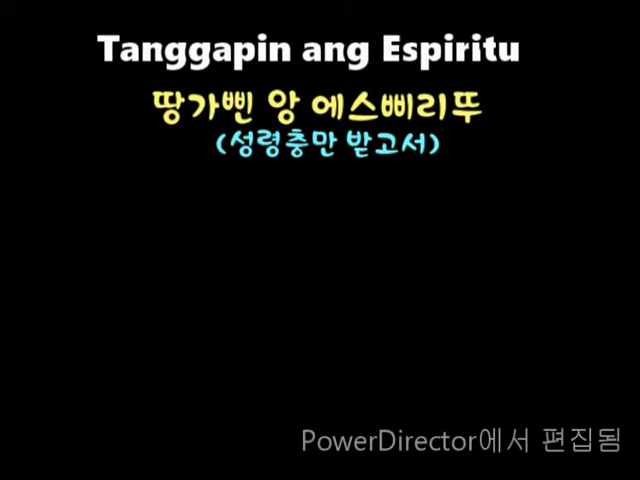 Tanggapin ang Espiritu
땅가삔 앙 에스삐리뚜
(성령충만 받고서)
PowerDirector에서 편집됨